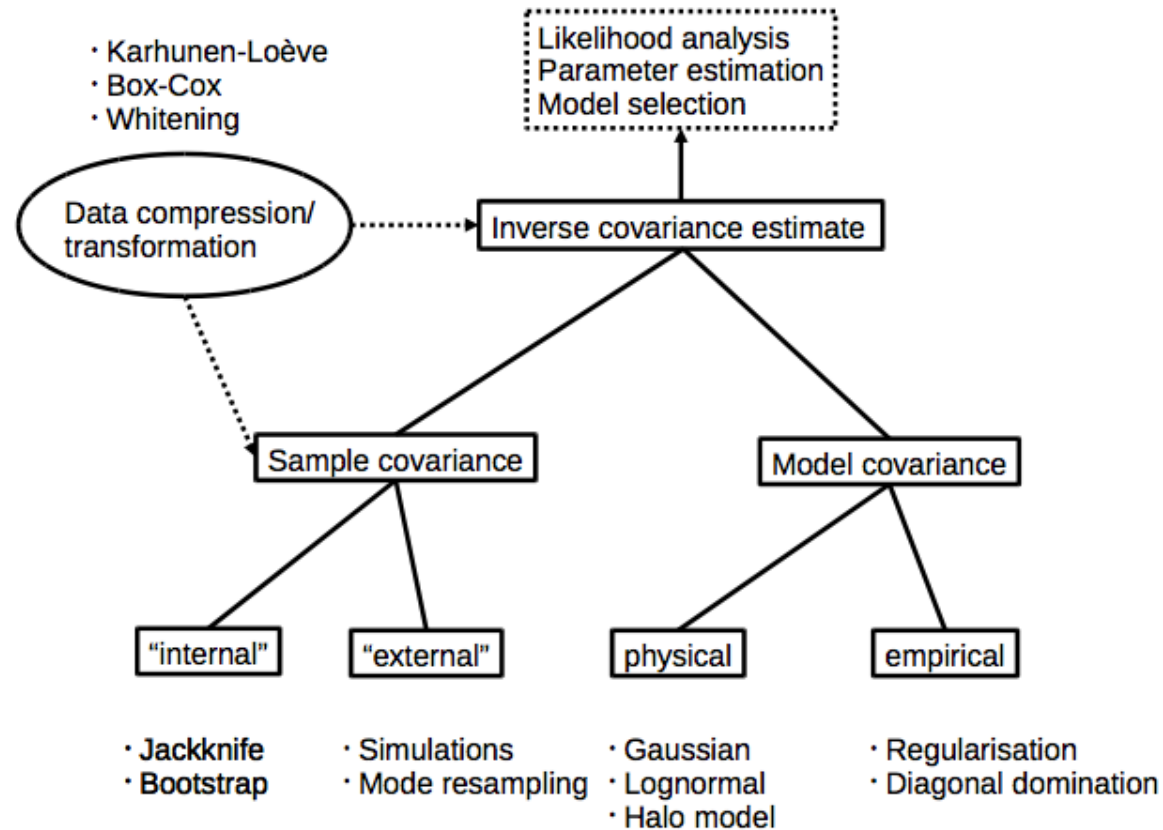 · Karhunen-Loève
· Box-Cox
· Whitening
Likelihood analysis
Parameter estimation
Model selection
Data compression/
transformation
Inverse covariance estimate
Sample covariance
Model covariance
“internal”
“external”
physical
empirical
· Jackknife
· Bootstrap
· Simulations
· Mode resampling
· Gaussian
· Lognormal
· Halo model
· Regularisation
· Diagonal domination